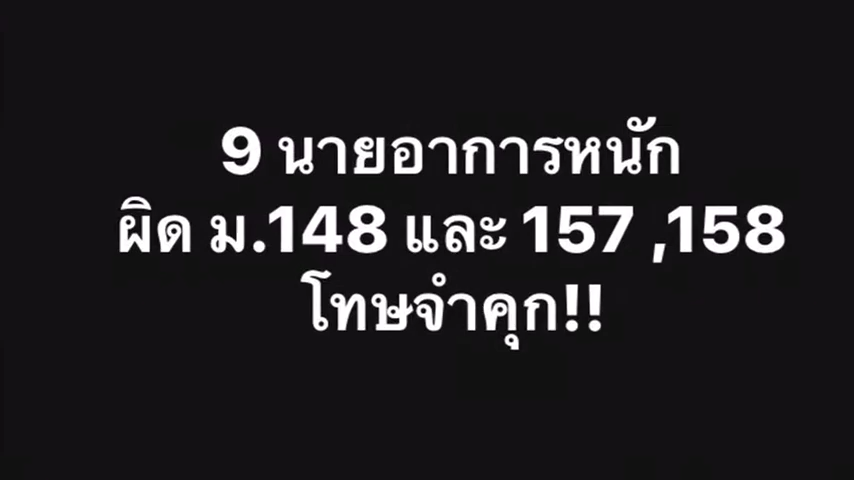 9 นายอาการหนัก
ผิด ม.148 และ 157 ,158
โทษจำคุก!!